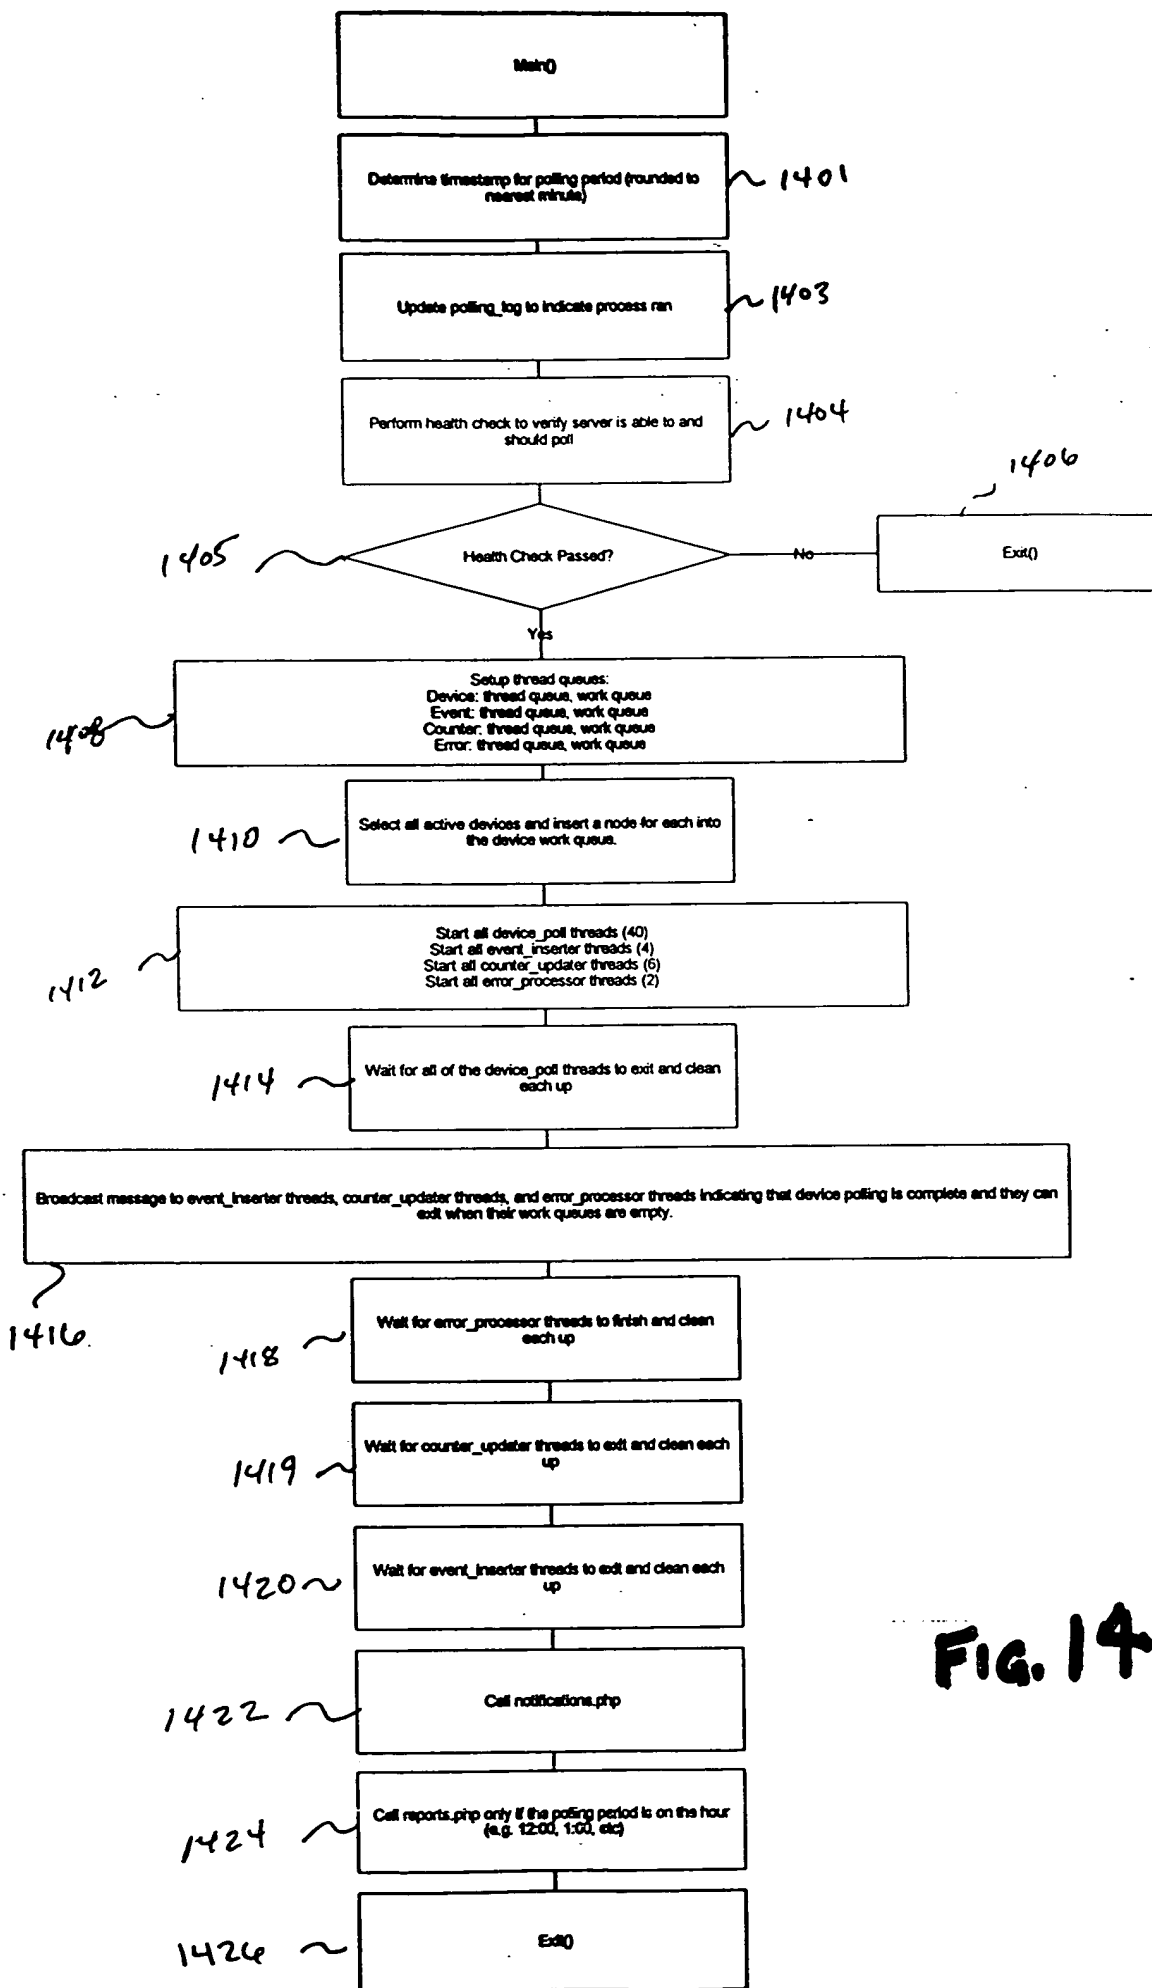 Main()
Determine timestamp for polling period (rounded to
nearest minute)
1401
Update polling_log to indicate process ran
1403
Perform health check to verify server is able to and
should poll
1404
1406
1405
Health Check Passed?
No
Exit()
Yes
Setup thread queues:
Device: thread queue, work queue
Event: thread queue, work queue
Counter: thread queue, work queue
Error: thread queue, work queue
1408
Select all active devices and insert a node for each into
the device work queue.
1410
Start all device_poll threads (40)
Start all event_inserter threads (4)
Start all counter_updater threads (6)
Start all error_processor threads (2)
1412
Wait for all of the device_poll threads to exit and clean
each up
1414
Broadcast message to event_inserter threads, counter_updater threads, and error_processor threads indicating that device polling is complete and they can
exit when their work queues are empty.
1416
Wait for error_processor threads to finish and clean
each up
1418
Wait for counter_updater threads to exit and clean each
up
1419
Wait for event_inserter threads to exit and clean each
up
1420
FIG. 14
Call notifications.php
1422
Call reports.php only if the polling period is on the hour
(e.g. 12:00, 1:00, etc)
1424
Exit()
1426